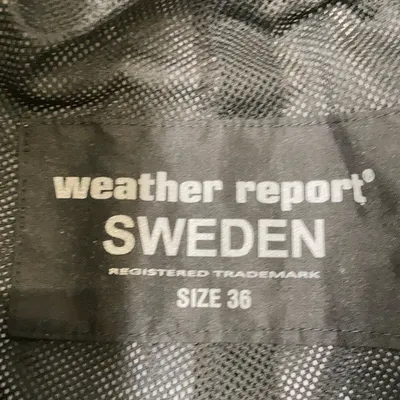 weather report®
SWEDEN
REGISTERED TRADEMARK
SIZE 36